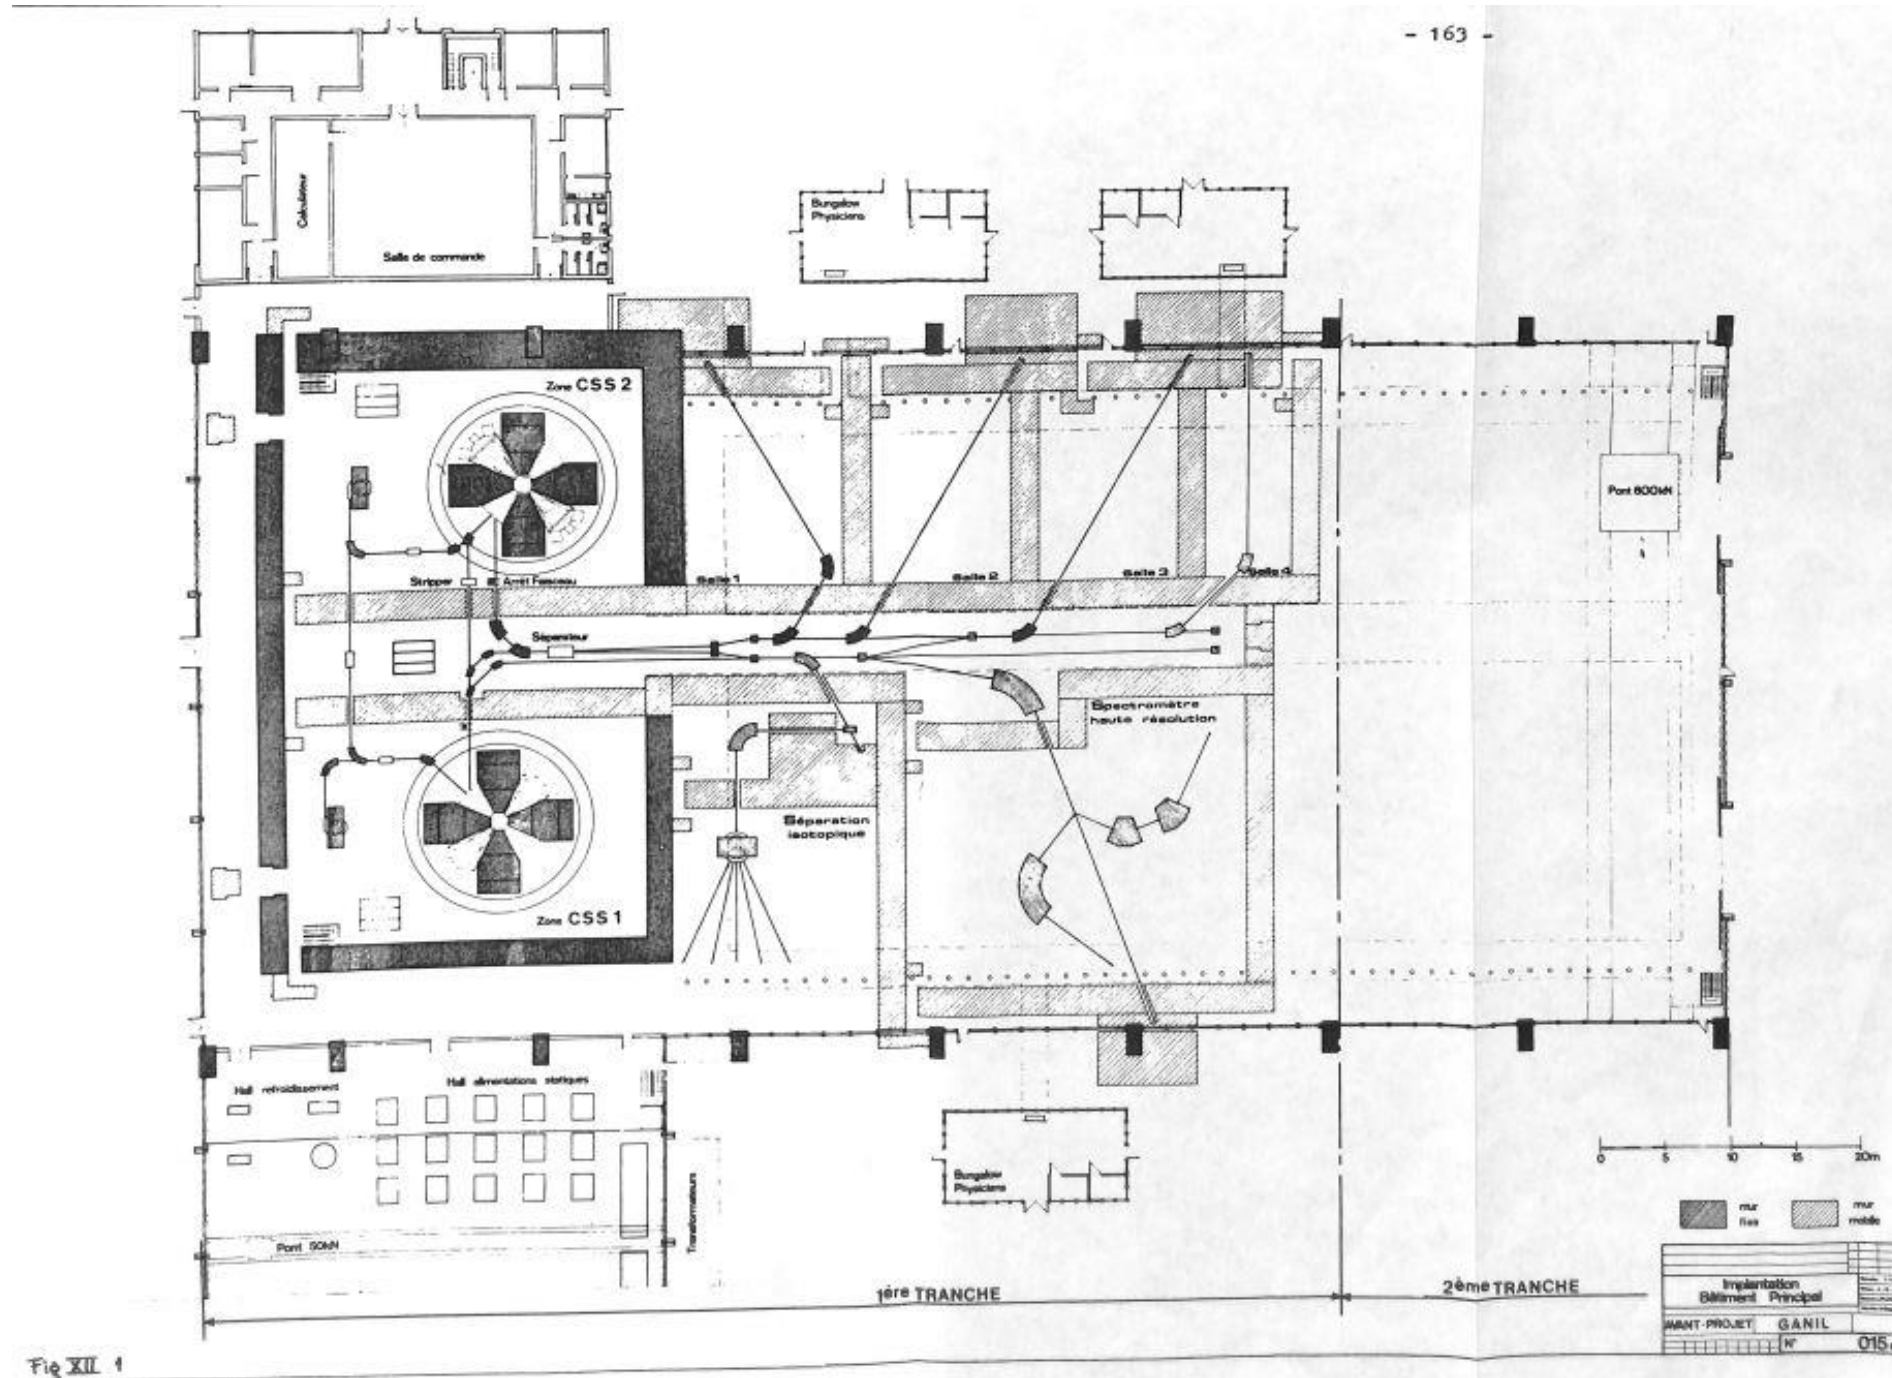 - 163 -
Calculateur
Salle de commande
Bungalow
Physiciens
Zone CSS 2
Pont 600kN
Stripper
Arrêt Faisceau
Salle 1
Salle 2
Salle 3
Salle 4
Séparateur
Spectromètre
haute résolution
Séparation
isotopique
Zone CSS 1
Hall refroidissement
Hall alimentations statiques
Transformateurs
Bungalow
Physiciens
Pont 50kN
0 5 10 15 20m
mur
fixe
mur
mobile
1ère TRANCHE
2ème TRANCHE
Implantation
Bâtiment Principal
AVANT-PROJET GANIL
N° 015
Fig XII 1